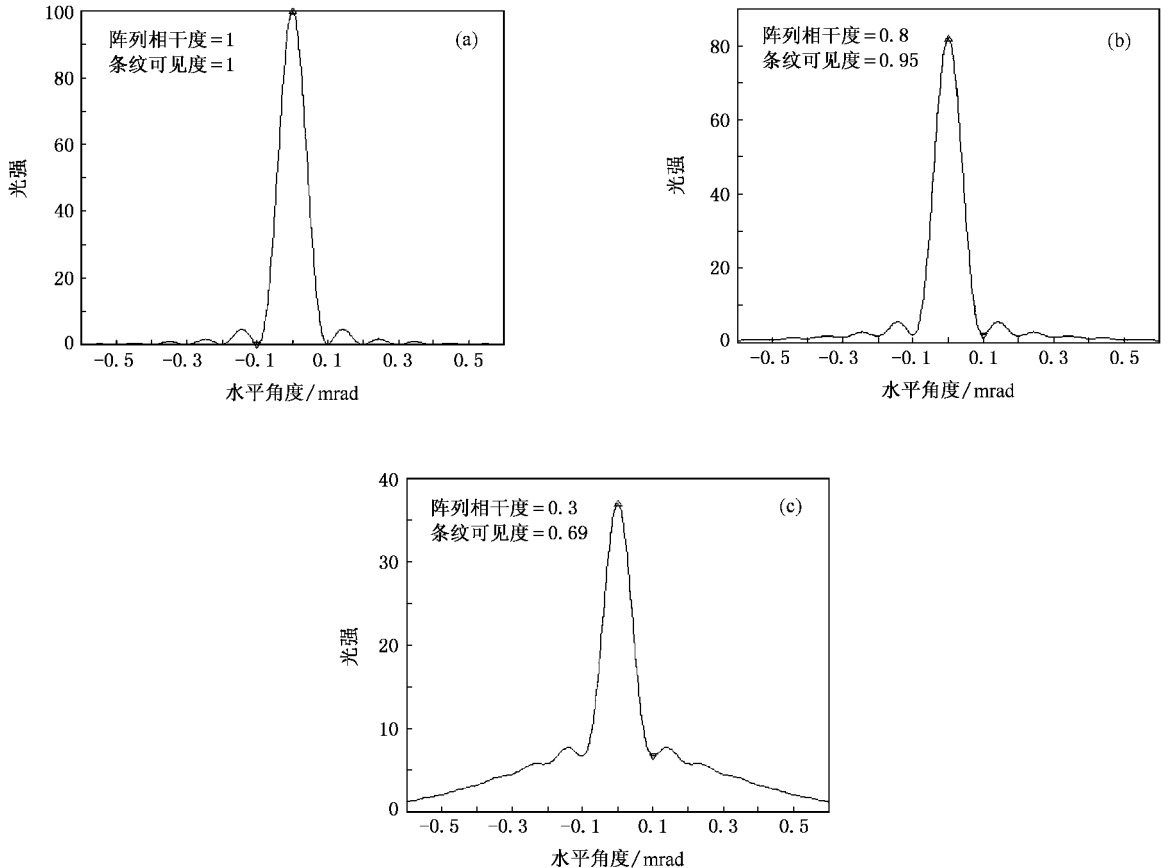 100
80
60
40
20
0
光强
阵列相干度=1
条纹可见度=1
(a)
-0.5 -0.3 -0.1 0.1 0.3 0.5
水平角度/mrad
80
60
40
20
0
光强
阵列相干度=0.8
条纹可见度=0.95
(b)
-0.5 -0.3 -0.1 0.1 0.3 0.5
水平角度/mrad
40
30
20
10
0
光强
阵列相干度=0.3
条纹可见度=0.69
(c)
-0.5 -0.3 -0.1 0.1 0.3 0.5
水平角度/mrad